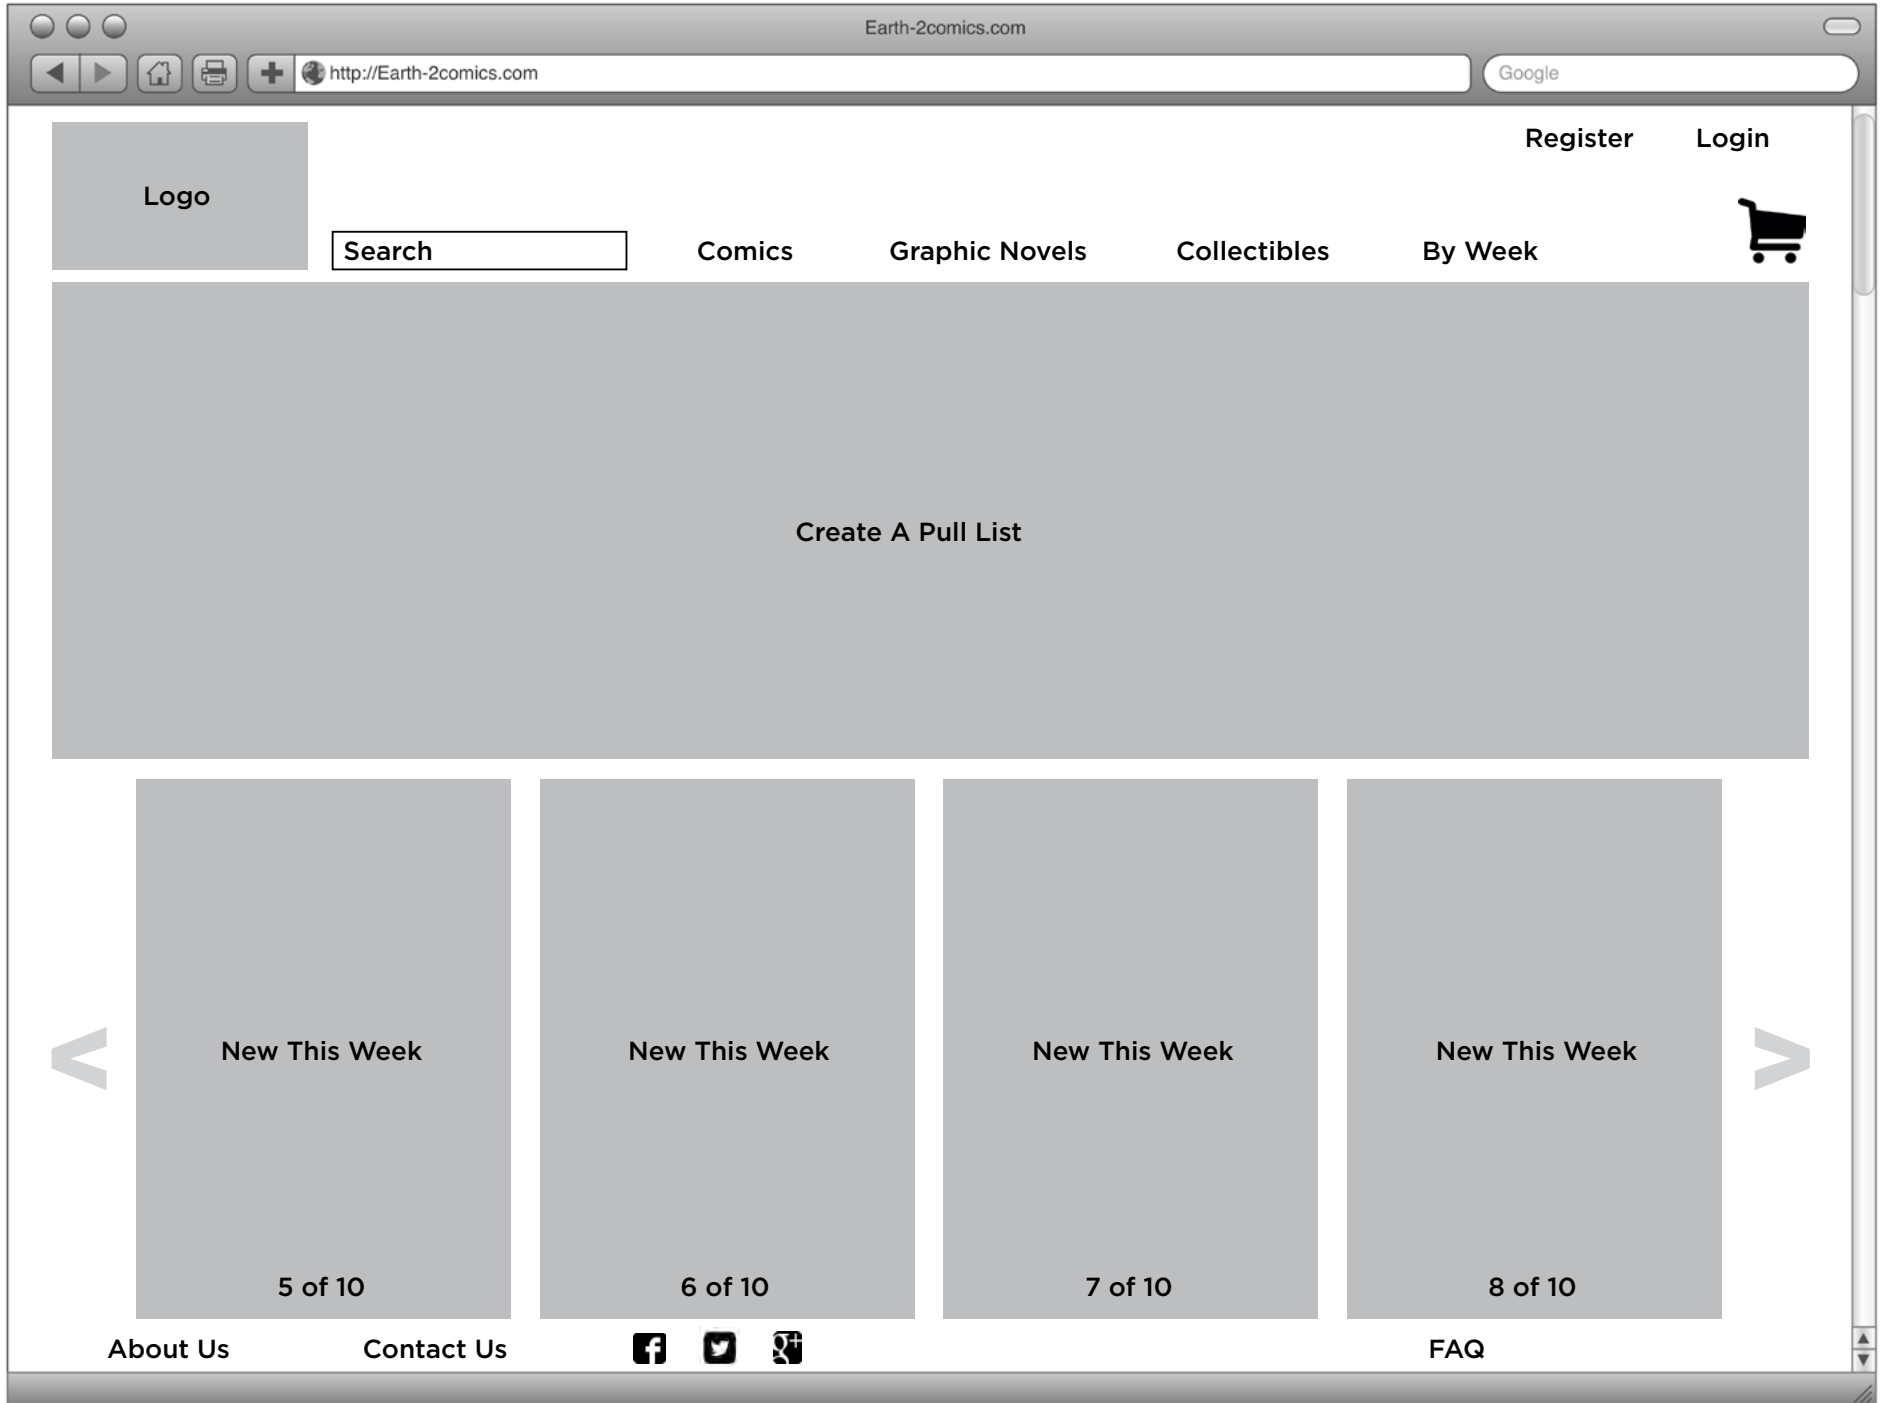 Earth-2comics.com
http://Earth-2comics.com
Google
Register Login
Logo
Search Comics Graphic Novels Collectibles By Week
Create A Pull List
< New This Week New This Week New This Week New This Week >
5 of 10 6 of 10 7 of 10 8 of 10
About Us Contact Us f g+ FAQ